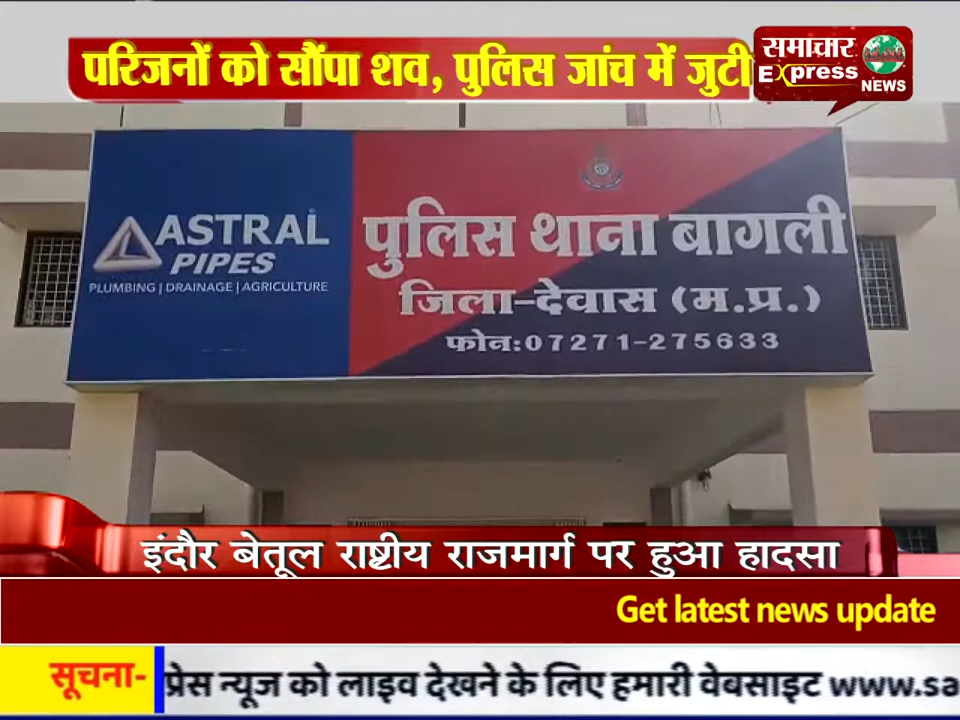 परिजनों को सौंपा शव, पुलिस जांच में जुटी
समाचार
Express
NEWS
ASTRAL
PIPES
PLUMBING | DRAINAGE | AGRICULTURE
पुलिस थाना बागली
जिला-देवास (म.प्र.)
फोन:07271-275633
इंदौर बेतूल राष्ट्रीय राजमार्ग पर हुआ हादसा
Get latest news update
सूचना-
प्रेस न्यूज को लाइव देखने के लिए हमारी वेबसाइट www.sa